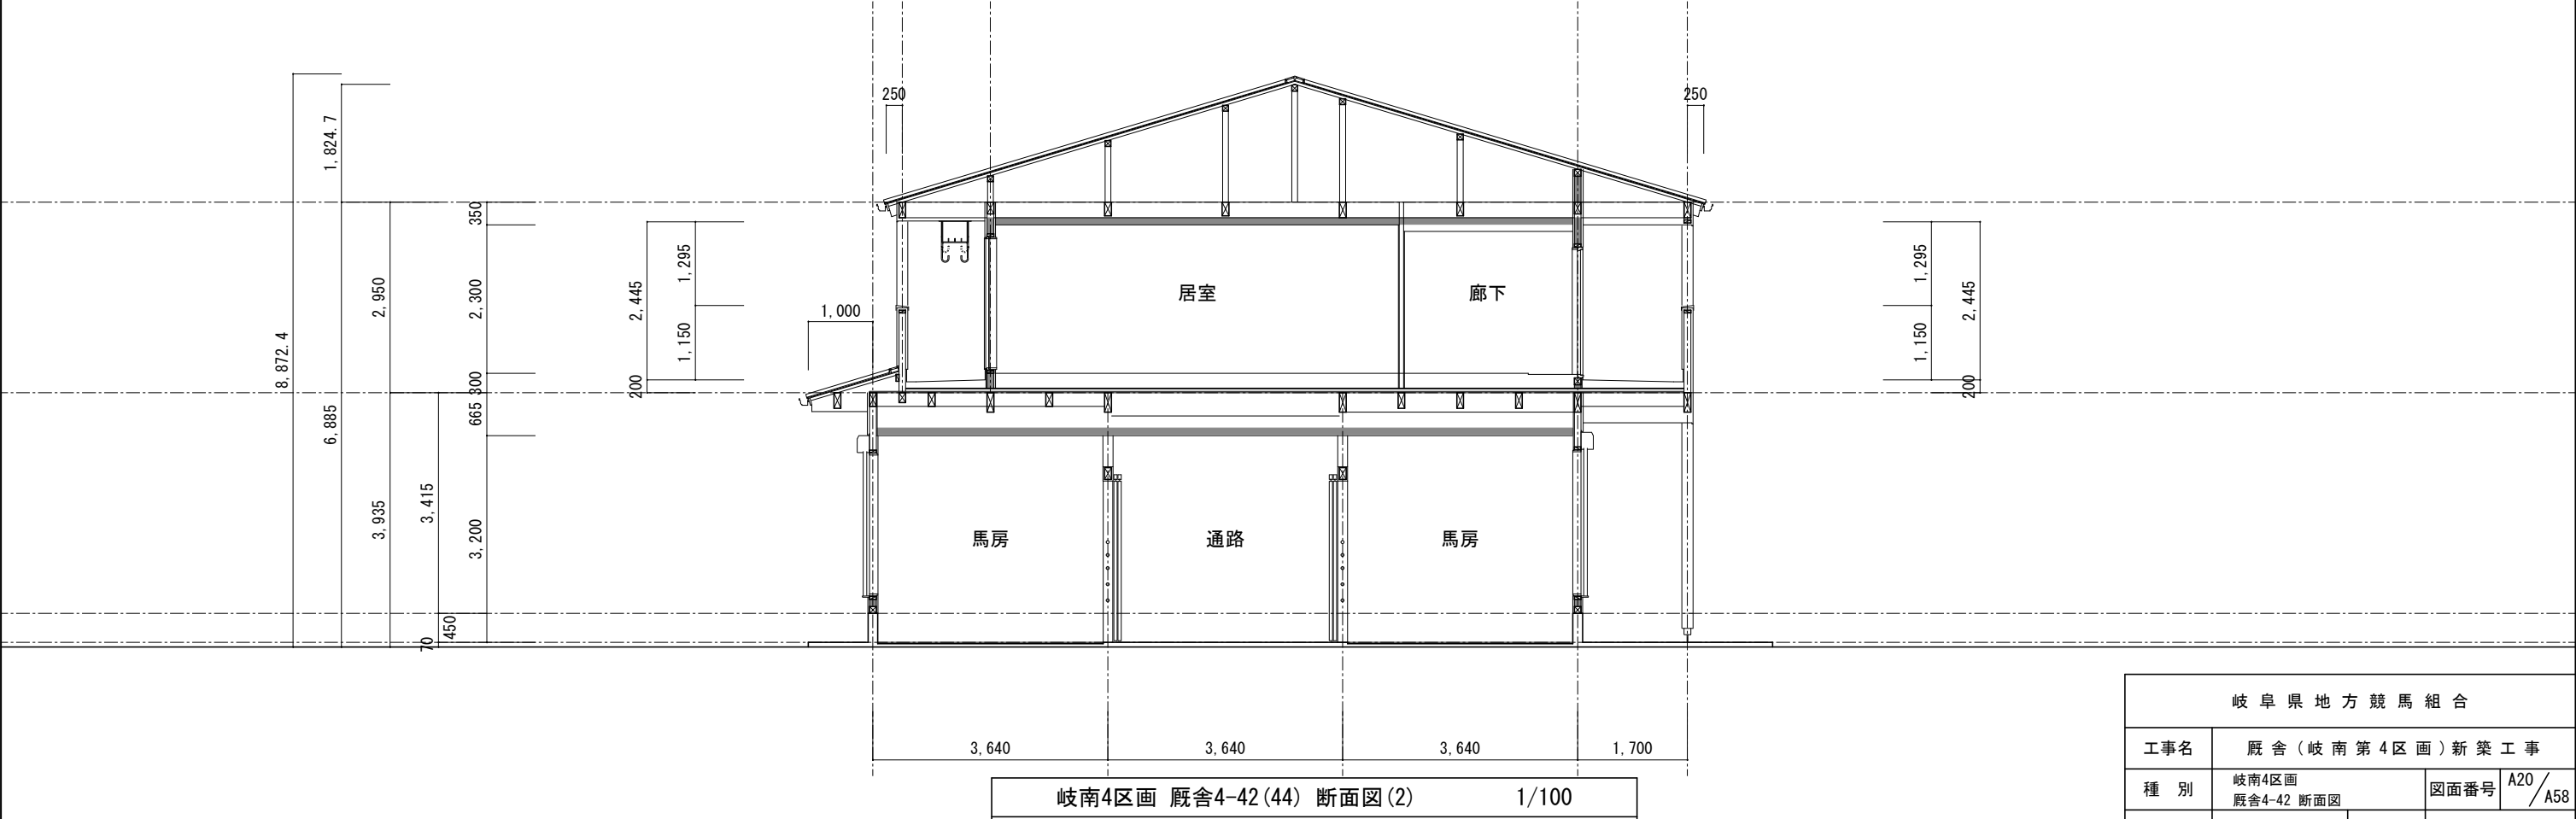 250
250
1,824.7
350
2,950
2,300
300
8,872.4
6,885
665
3,935
3,415
3,200
450
70
2,445
1,295
1,150
200
1,000
居室
廊下
1,295
2,445
1,150
200
馬房
通路
馬房
3,640
3,640
3,640
1,700
岐南4区画 厩舎4-42(44) 断面図(2) 1/100
岐阜県地方競馬組合
工事名 厩舎(岐南第4区画)新築工事
種別 岐南4区画
厩舎4-42 断面図
図面番号 A20/A58